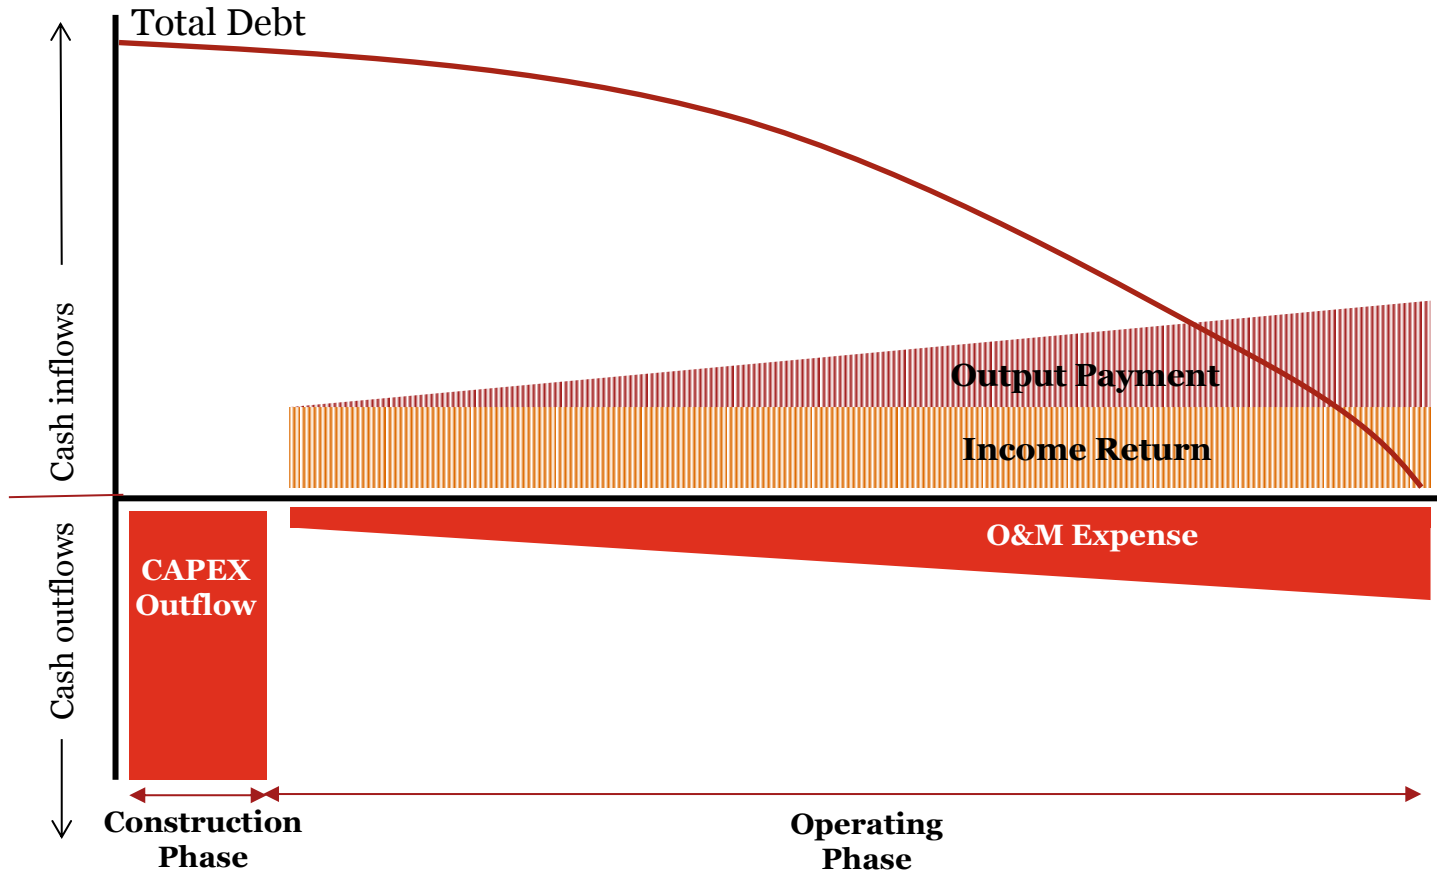 Total Debt
Cash inflows
Output Payment
Income Return
Cash outflows
O&M Expense
CAPEX
Outflow
Construction
Phase
Operating
Phase